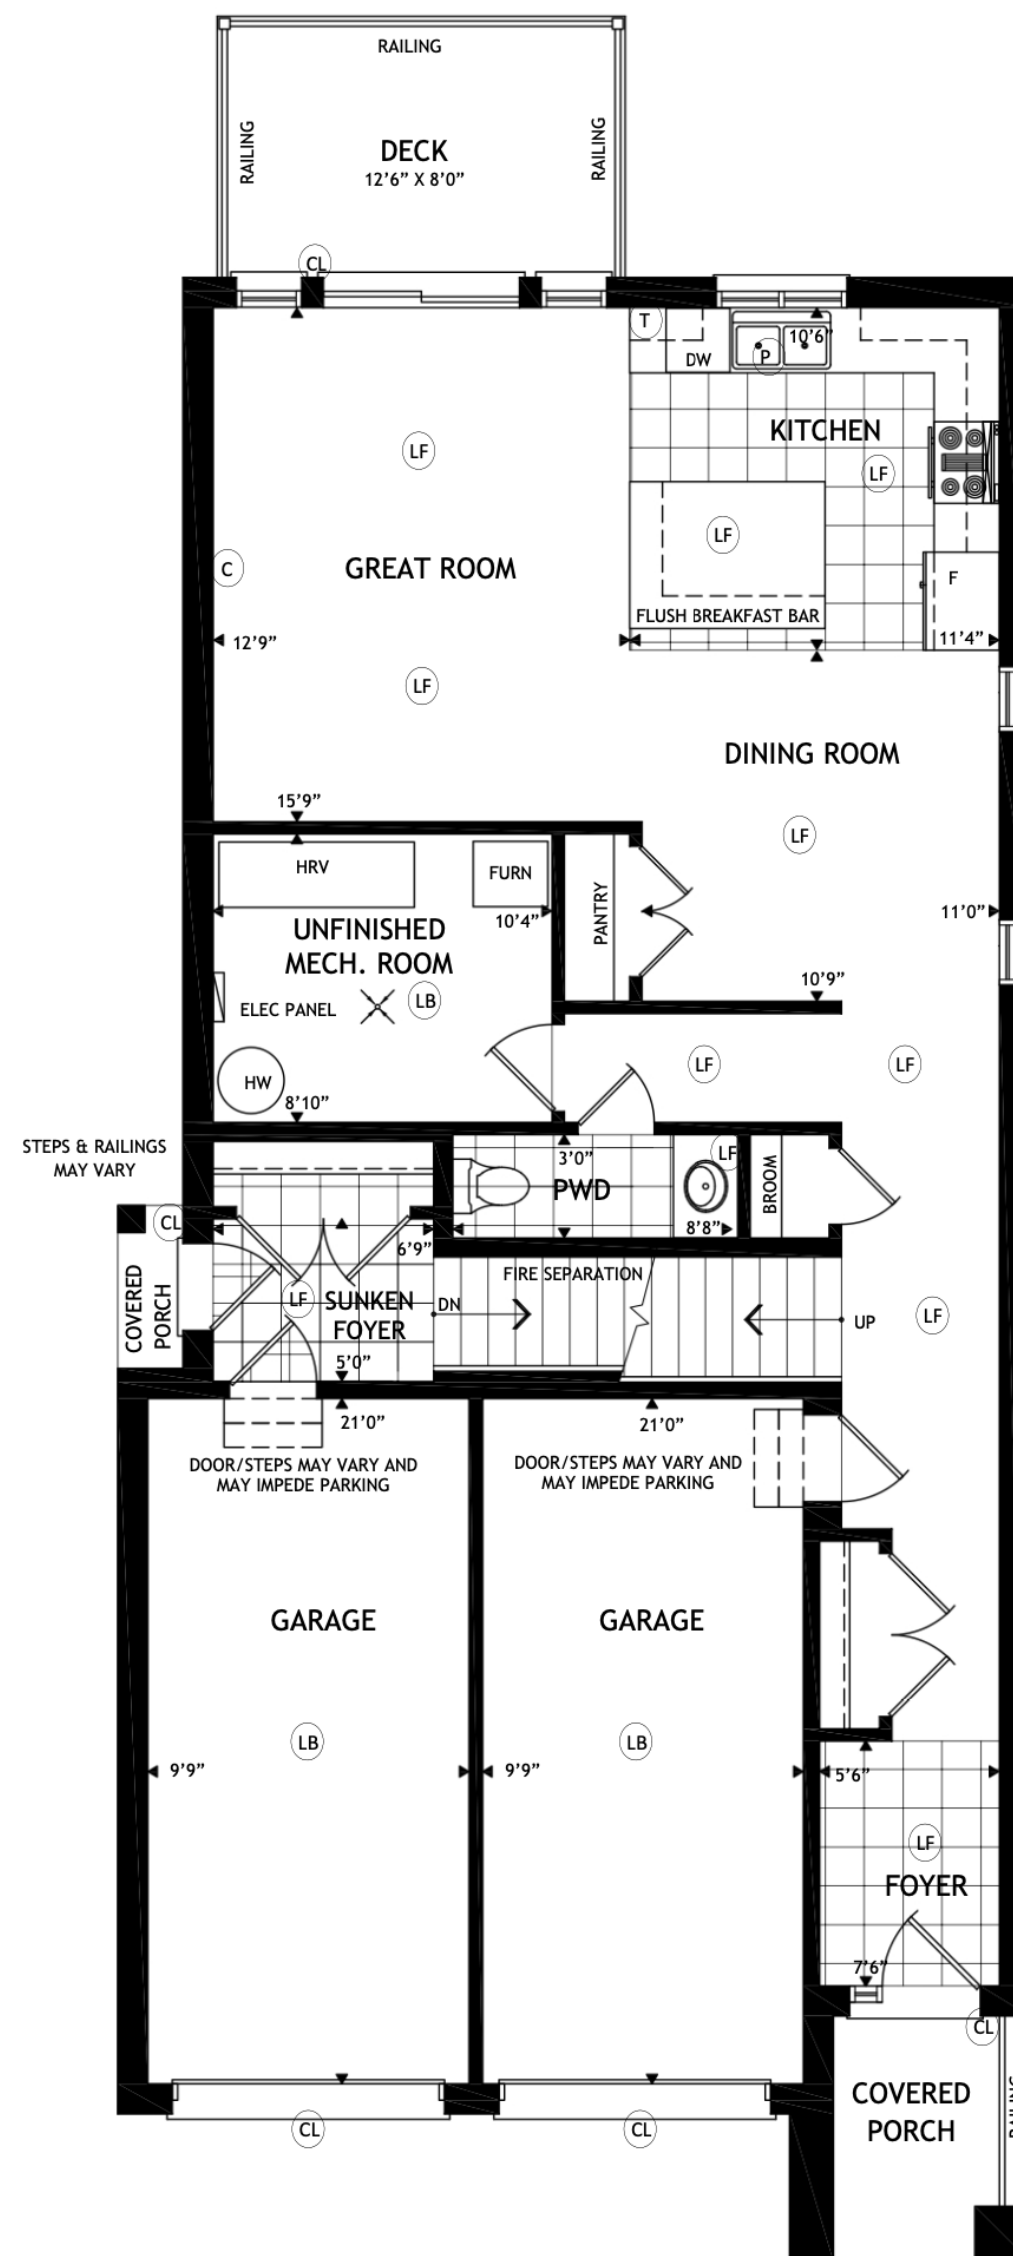 RAILING
RAILING
RAILING
DECK
12'6" X 8'0"
CL
T
DW
P
10'6"
KITCHEN
LF
LF
LF
GREAT ROOM
C
F
FLUSH BREAKFAST BAR
12'9"
11'4"
LF
DINING ROOM
15'9"
LF
HRV
FURN
PANTRY
10'4"
11'0"
UNFINISHED
MECH. ROOM
10'9"
LB
ELEC PANEL
LF
LF
HW
8'10"
STEPS & RAILINGS
MAY VARY
3'0"
LF
PWD
BROOM
CL
8'8"
6'9"
COVERED
PORCH
FIRE SEPARATION
LF
SUNKEN
FOYER
DN
UP
LF
5'0"
21'0"
21'0"
DOOR/STEPS MAY VARY AND
MAY IMPEDE PARKING
DOOR/STEPS MAY VARY AND
MAY IMPEDE PARKING
GARAGE
GARAGE
LB
LB
9'9"
9'9"
5'6"
LF
FOYER
7'6"
CL
COVERED
PORCH
CL
CL